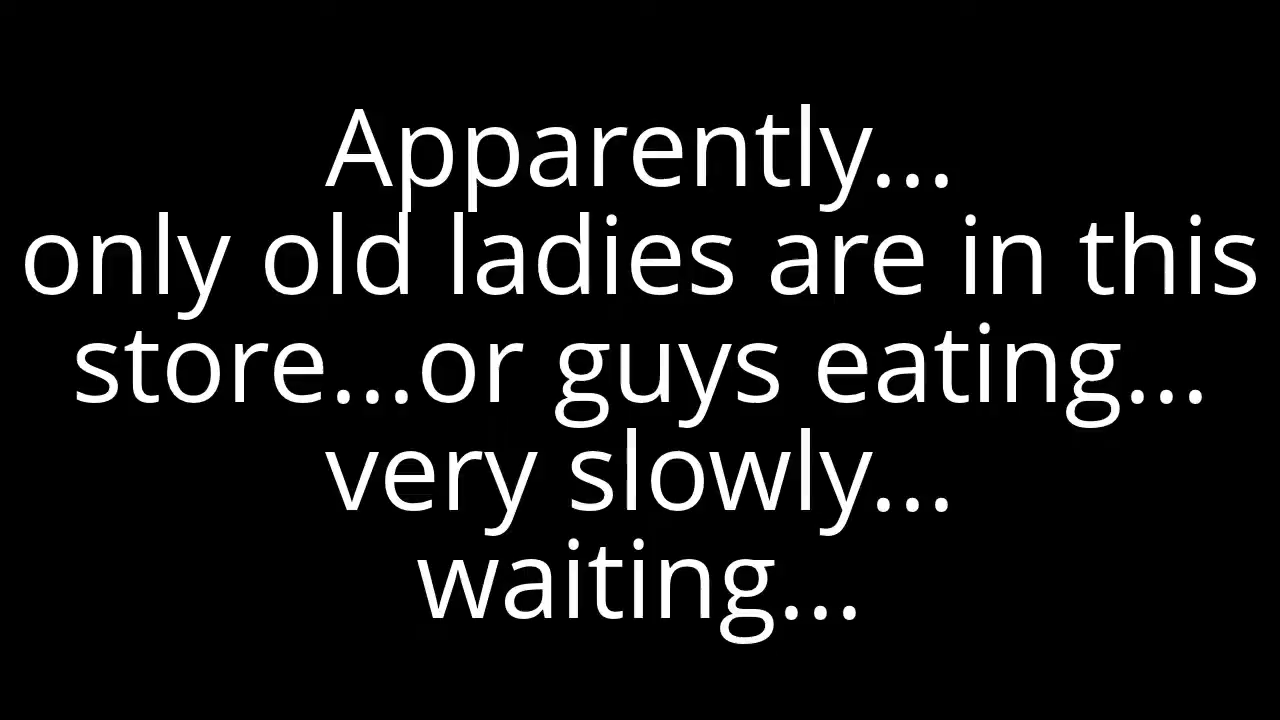 Apparently...
only old ladies are in this
store...or guys eating...
very slowly...
waiting...